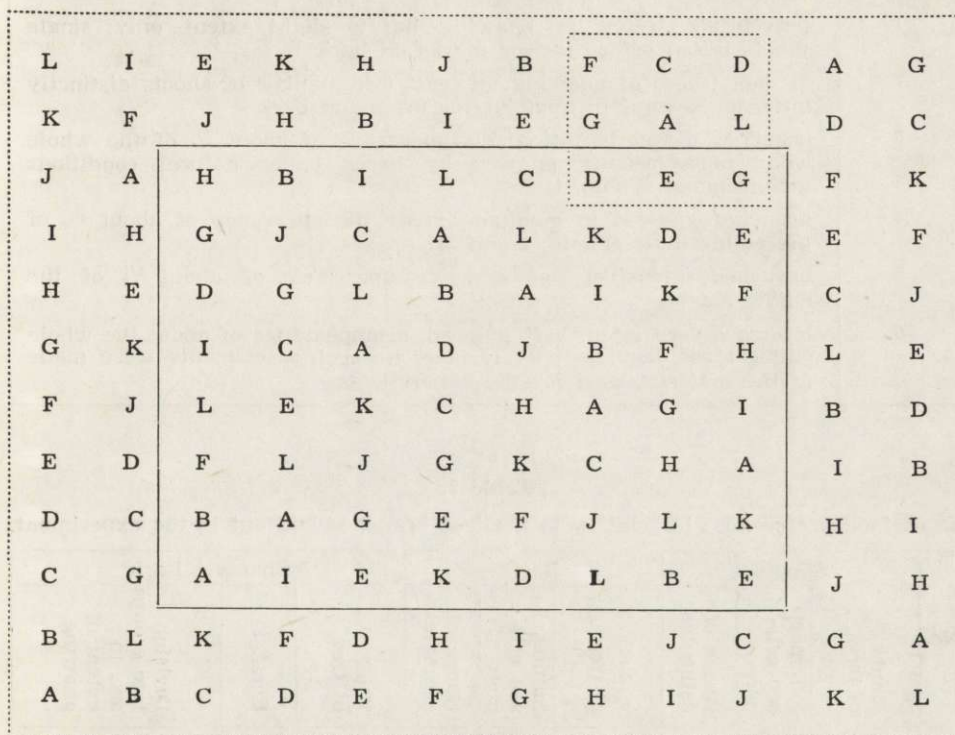 L I E K H J B F C D A G
K F J H B I E G A L D C
J A H B I L C D E G F K
I H G J C A L K D E E F
H E D G L B A I K F C J
G K I C A D J B F H L E
F J L E K C H A G I B D
E D F L J G K C H A I B
D C B A G E F J L K H I
C G A I E K D L B E J H
B L K F D H I E J C G A
A B C D E F G H I J K L